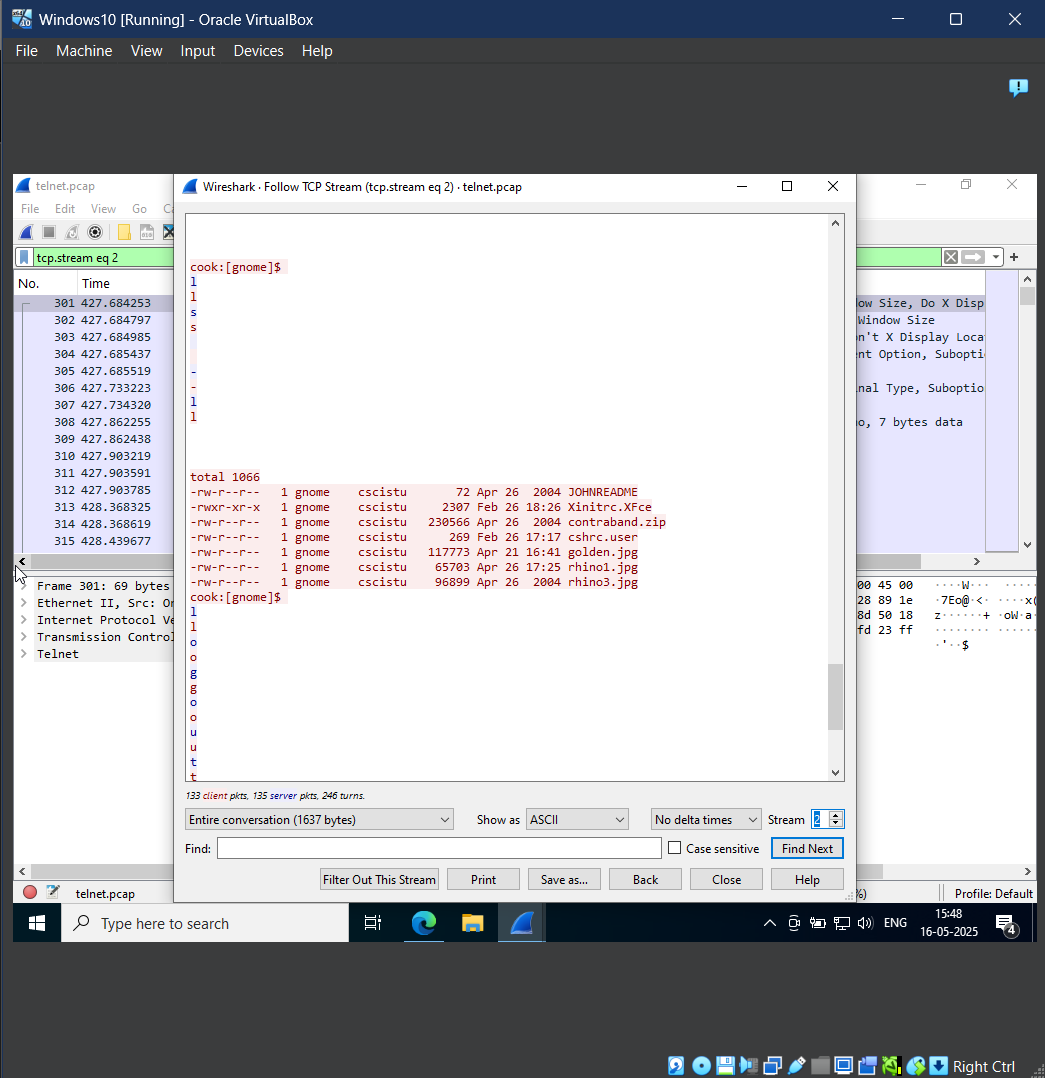 Windows10 [Running] - Oracle VirtualBox
File Machine View Input Devices Help
telnet.pcap
File Edit View Go
tcp.stream eq 2
No. Time
301 427.684253
302 427.684797
303 427.684985
304 427.685437
305 427.685519
306 427.733223
307 427.734320
308 427.862255
309 427.862438
310 427.903219
311 427.903591
312 427.903785
313 428.368325
314 428.368619
315 428.439677
ow Size, Do X Disp
Window Size
n't X Display Loca
ent Option, Subopti
nal Type, Suboptio
o, 7 bytes data
Frame 301: 69 bytes
Ethernet II, Src: Or
Internet Protocol Ve
Transmission Control
Telnet
00 45 00 ····W· ·····
28 89 1e ·7Eo@·<· ····x(
8d 50 18 z······+ ·oW·a·
fd 23 ff ········ ·····
·'··$
Wireshark · Follow TCP Stream (tcp.stream eq 2) · telnet.pcap
cook:[gnome]$
l
l
s
s
-
-
l
l
total 1066
-rw-r--r-- 1 gnome cscistu 72 Apr 26 2004 JOHNREADME
-rwxr-xr-x 1 gnome cscistu 2307 Feb 26 18:26 Xinitrc.XFce
-rw-r--r-- 1 gnome cscistu 230566 Apr 26 2004 contraband.zip
-rw-r--r-- 1 gnome cscistu 269 Feb 26 17:17 cshrc.user
-rw-r--r-- 1 gnome cscistu 117773 Apr 21 16:41 golden.jpg
-rw-r--r-- 1 gnome cscistu 65703 Apr 26 17:25 rhino1.jpg
-rw-r--r-- 1 gnome cscistu 96899 Apr 26 2004 rhino3.jpg
cook:[gnome]$
l
l
o
o
g
g
o
o
u
u
t
t
133 client pkts, 135 server pkts, 246 turns.
Entire conversation (1637 bytes) Show as ASCII No delta times Stream 2
Find: Case sensitive Find Next
Filter Out This Stream Print Save as... Back Close Help
telnet.pcap
%) Profile: Default
Type here to search
ENG
15:48
16-05-2025
4
Right Ctrl